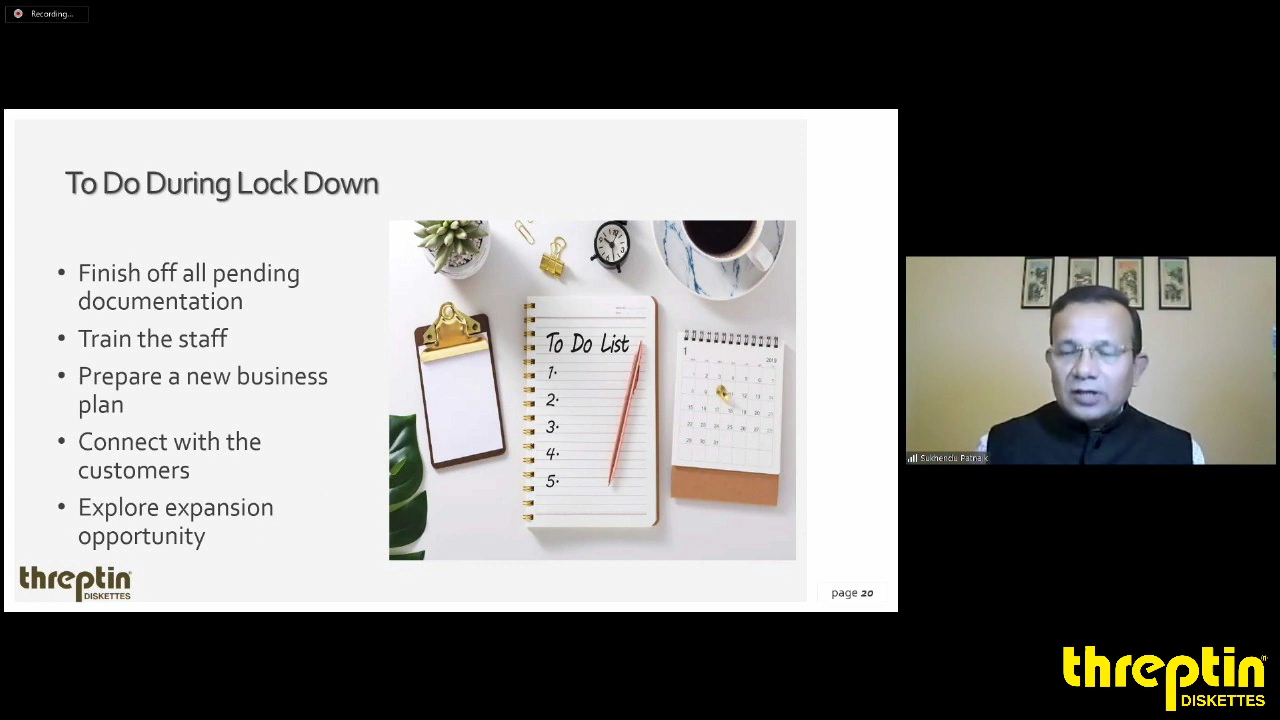 Recording...
To Do During Lock Down
• Finish off all pending
documentation
• Train the staff
• Prepare a new business
plan
• Connect with the
customers
• Explore expansion
opportunity
To Do List
1.
2.
3.
4.
5.
1
2019
threptin
DISKETTES
page 20
Sukhendu Patnaik
threptin
DISKETTES